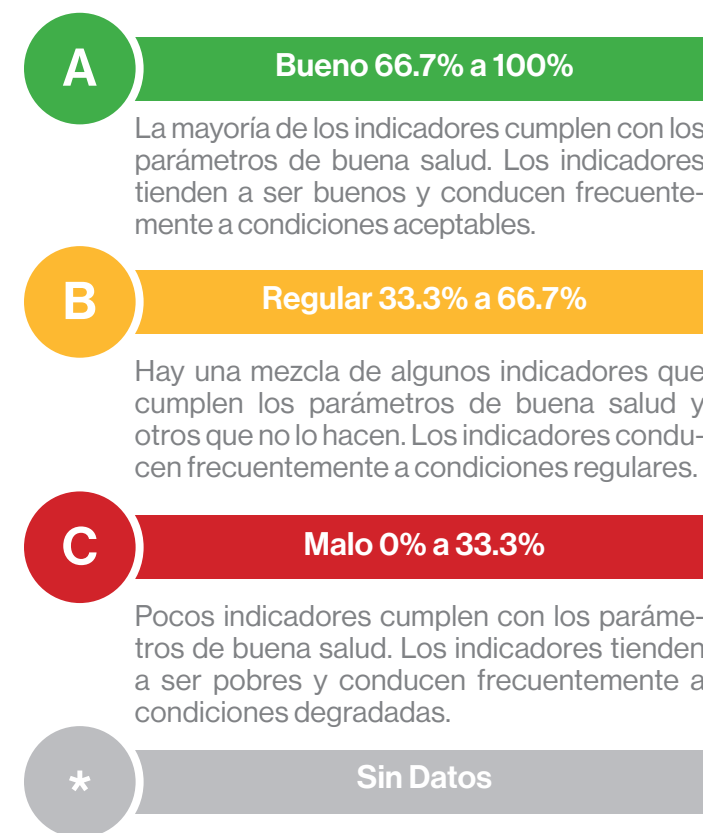 A
Bueno 66.7% a 100%
La mayoría de los indicadores cumplen con los
parámetros de buena salud. Los indicadores
tienden a ser buenos y conducen frecuente-
mente a condiciones aceptables.
B
Regular 33.3% a 66.7%
Hay una mezcla de algunos indicadores que
cumplen los parámetros de buena salud y
otros que no lo hacen. Los indicadores condu-
cen frecuentemente a condiciones regulares.
C
Malo 0% a 33.3%
Pocos indicadores cumplen con los paráme-
tros de buena salud. Los indicadores tienden
a ser pobres y conducen frecuentemente a
condiciones degradadas.
*
Sin Datos